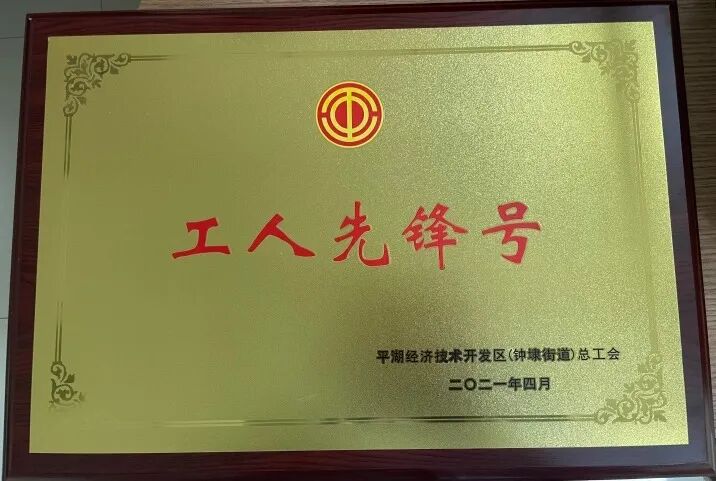 工人先锋号
平湖经济技术开发区(钟埭街道)总工会
二〇二一年四月